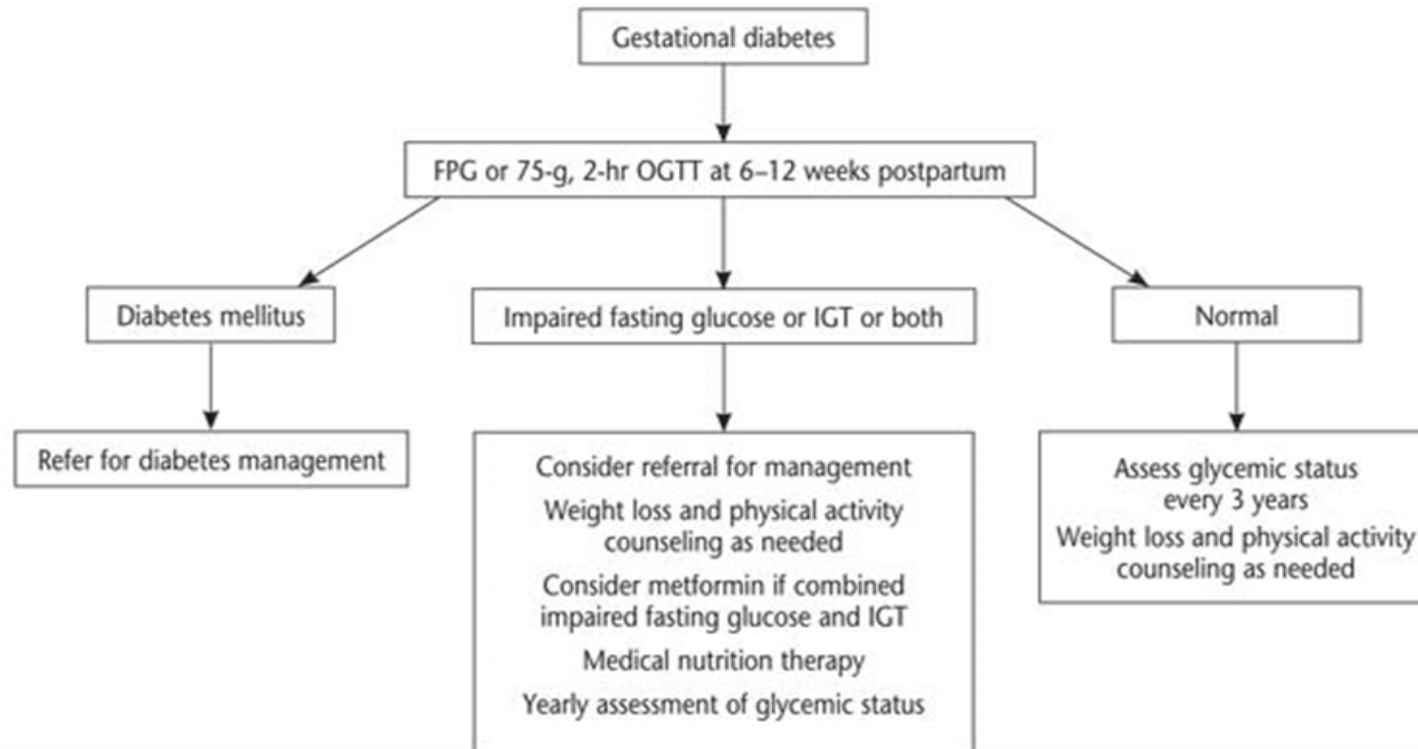 Gestational diabetes
FPG or 75-g, 2-hr OGTT at 6–12 weeks postpartum
Diabetes mellitus
Impaired fasting glucose or IGT or both
Normal
Refer for diabetes management
Consider referral for management
Weight loss and physical activity
counseling as needed
Consider metformin if combined
impaired fasting glucose and IGT
Medical nutrition therapy
Yearly assessment of glycemic status
Assess glycemic status
every 3 years
Weight loss and physical activity
counseling as needed